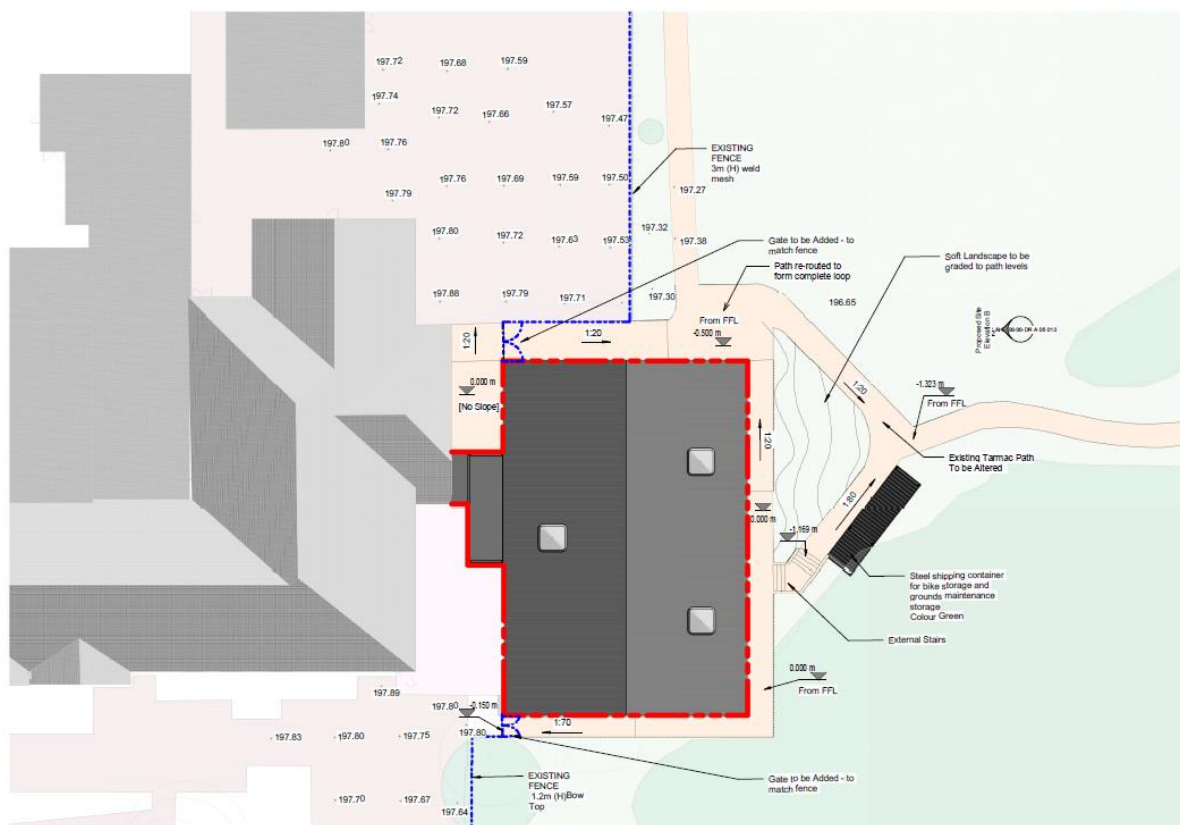 197.72
197.68
197.59
197.74
197.72
197.66
197.57
197.47
197.80
197.76
EXISTING
FENCE
3m (H) weld
mesh
197.76
197.69
197.59
197.50
197.79
197.27
197.80
197.72
197.63
197.53
197.32
197.38
Gate to be Added - to
match fence
Path re-routed to
form complete loop
Soft Landscape to be
graded to path levels
197.88
197.79
197.71
197.30
196.65
From FFL
-0.500 m
1:20
1:20
Proposed Site
Elevation B
0.000 m
[No Slope]
1:20
-1.323 m
From FFL
1:20
Existing Tarmac Path
To be Altered
1:80
0.000 m
-1.159 m
Steel shipping container
for bike storage and
grounds maintenance
storage
Colour Green
External Stairs
0.000 m
From FFL
197.89
197.80
-0.150 m
197.83
197.80
197.75
197.80
1:70
EXISTING
FENCE
1.2m (H)Bow
Top
Gate to be Added - to
match fence
197.70
197.67
197.64